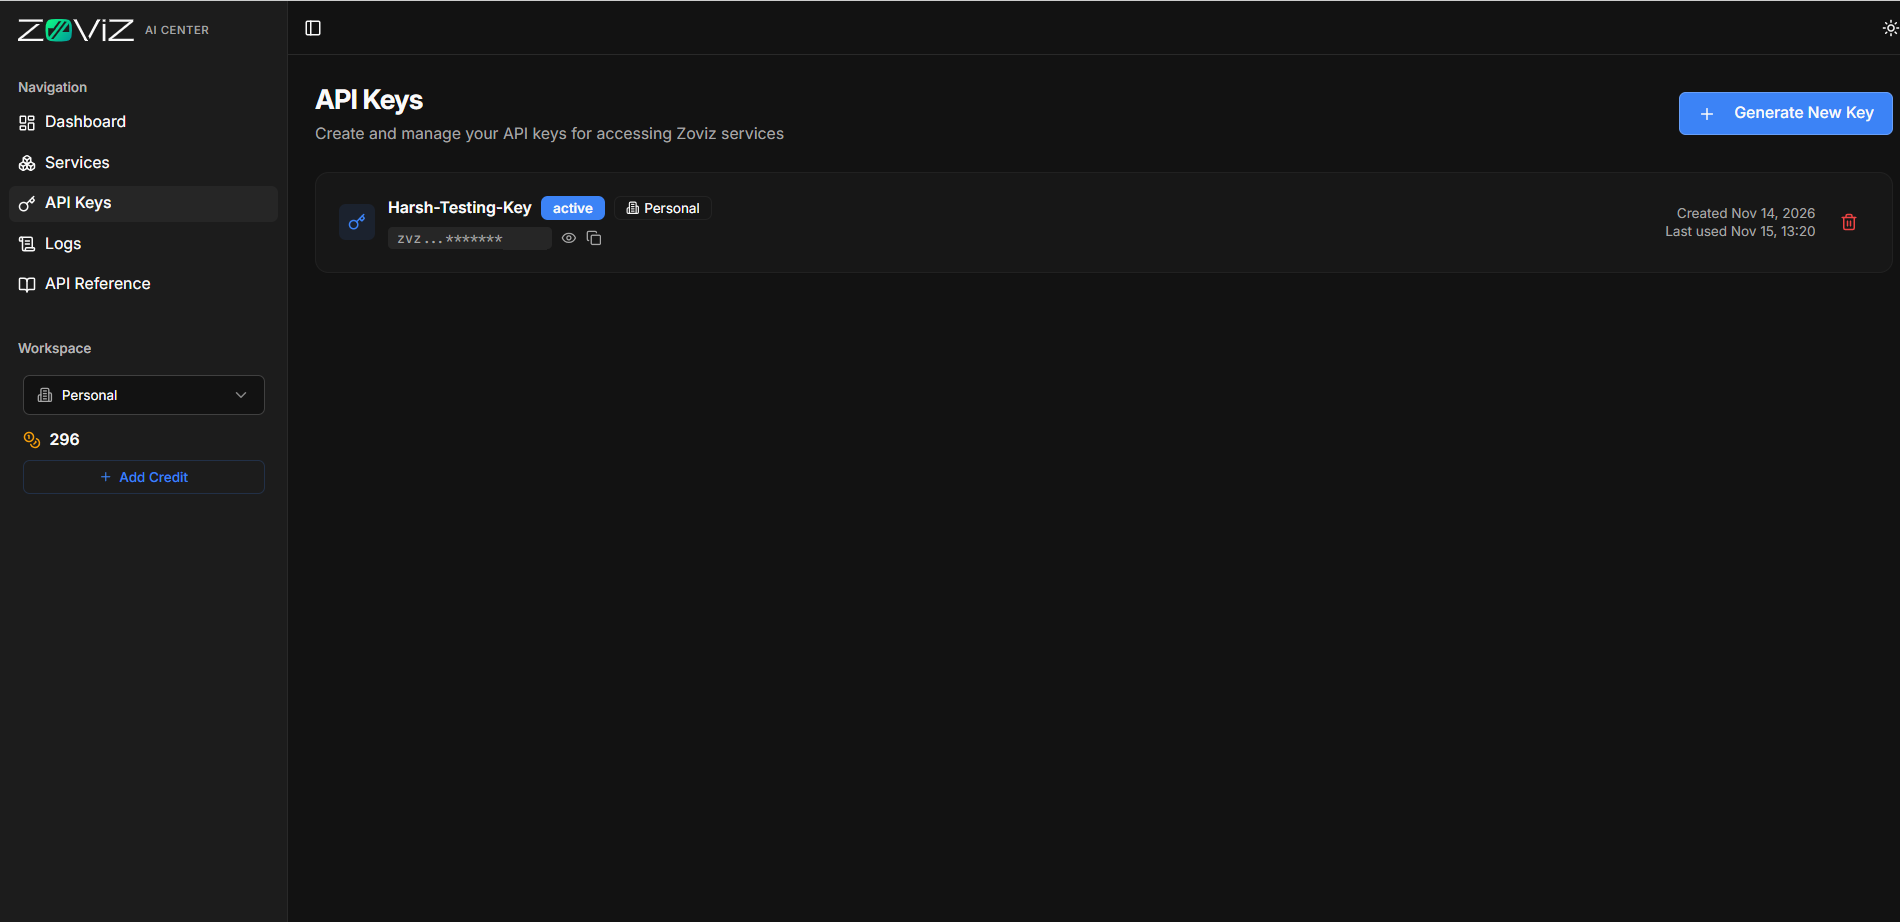 ZOViZ AI CENTER
Navigation
Dashboard
Services
API Keys
Logs
API Reference
Workspace
Personal
296
+ Add Credit
API Keys
Create and manage your API keys for accessing Zoviz services
+ Generate New Key
Harsh-Testing-Key active Personal
zvz...*******
Created Nov 14, 2026
Last used Nov 15, 13:20